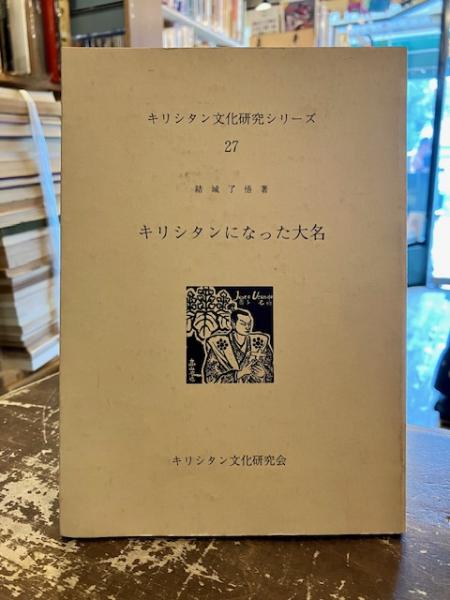 キリシタン文化研究シリーズ
27
結城了悟著
キリシタンになった大名
キリシタン文化研究会